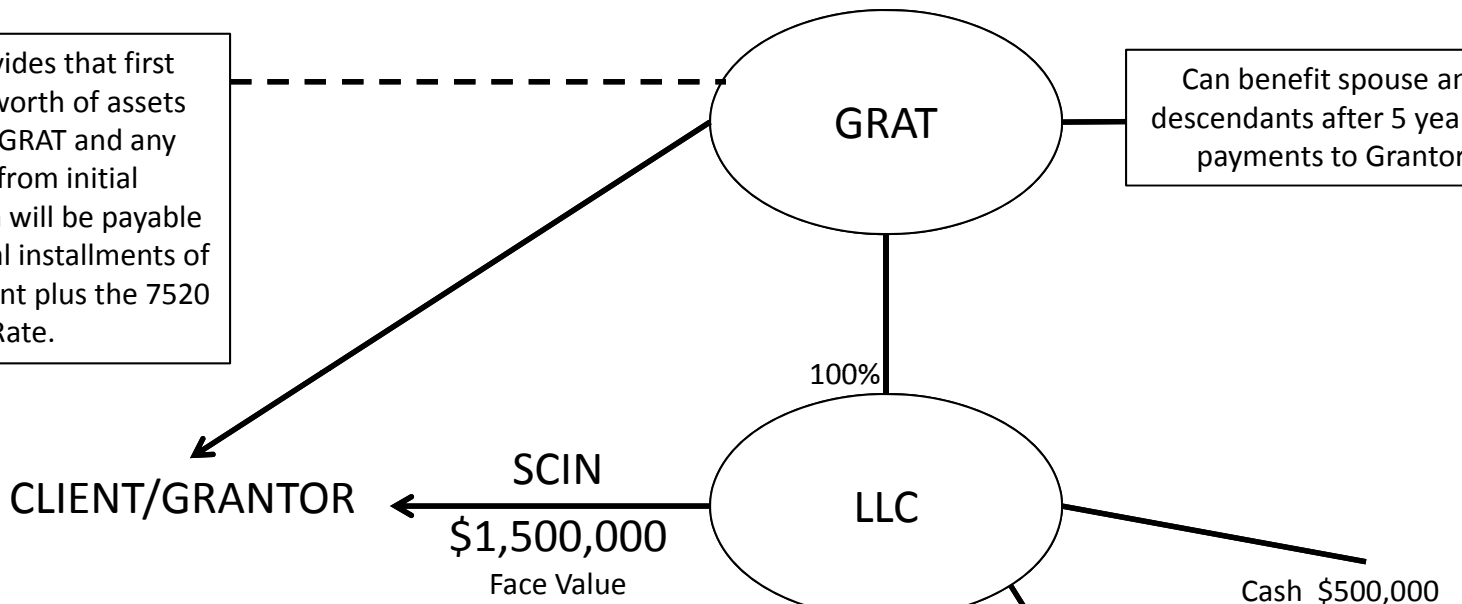 vides that first
worth of assets
GRAT and any
from initial
will be payable
al installments of
nt plus the 7520
Rate.
GRAT
Can benefit spouse an
descendants after 5 yea
payments to Grantor
100%
CLIENT/GRANTOR
SCIN
$1,500,000
Face Value
LLC
Cash $500,000